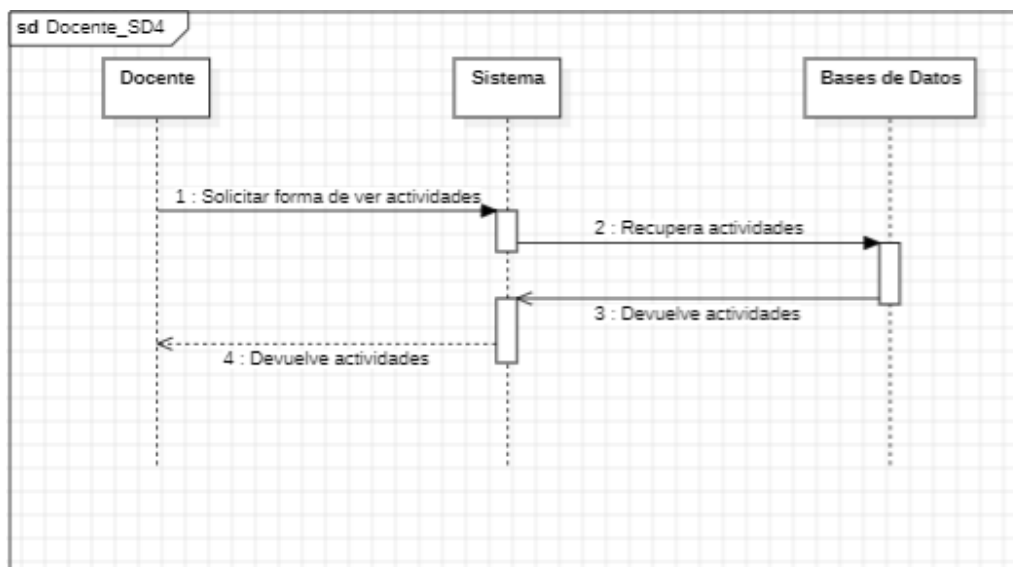 sd Docente_SD4
Docente
Sistema
Bases de Datos
1 : Solicitar forma de ver actividades
2 : Recupera actividades
3 : Devuelve actividades
4 : Devuelve actividades